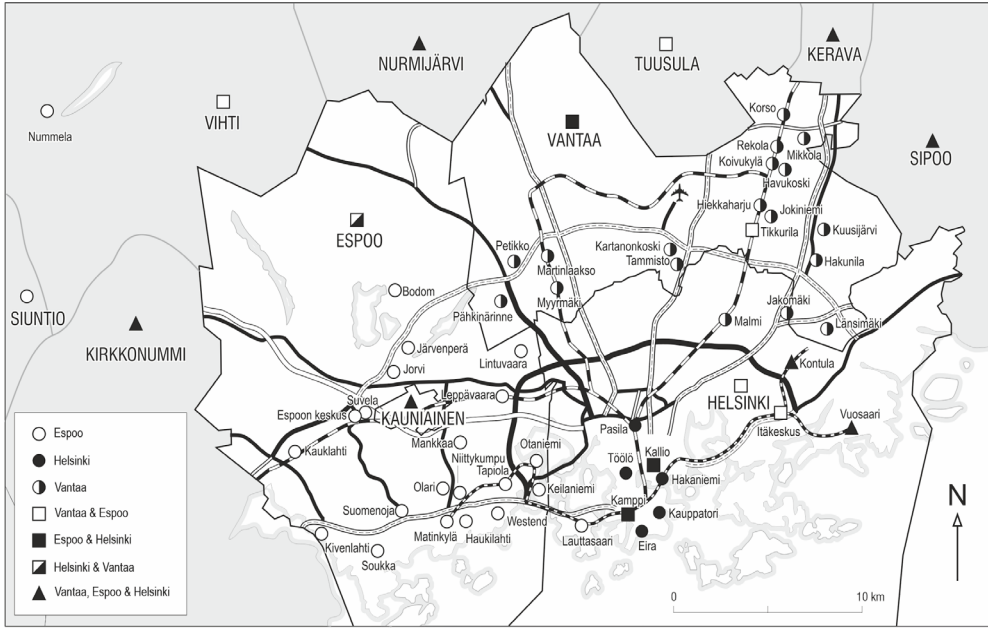 NURMIJÄRVI
TUUSULA
KERAVA
Nummela
VIHTI
VANTAA
Korso
SIPOO
Rekola
Mikkola
Koivukylä
Havukoski
Hiekkaharju
Jokiniemi
ESPOO
Petikko
Kartanonkoski
Tikkurila
Kuusijärvi
Martinlaakso
Tammisto
Hakunila
Bodom
Myyrmäki
SIUNTIO
Pähkinärinne
Malmi
Jakomäki
Länsimäki
KIRKKONUMMI
Järvenperä
Lintuvaara
Jorvi
Kontula
Leppävaara
HELSINKI
Suvela
Espoon keskus
KAUNIAINEN
Vuosaari
Itäkeskus
Pasila
Mankkaa
Otaniemi
Kallio
Kauklahti
Niittykumpu
Töölö
Tapiola
Hakaniemi
Olari
Keilaniemi
Kamppi
Suomenoja
Kauppatori
Westend
Matinkylä
Haukilahti
Lauttasaari
Eira
Kivenlahti
Soukka
Espoo
Helsinki
Vantaa
Vantaa & Espoo
Espoo & Helsinki
Helsinki & Vantaa
Vantaa, Espoo & Helsinki
N
0 10 km